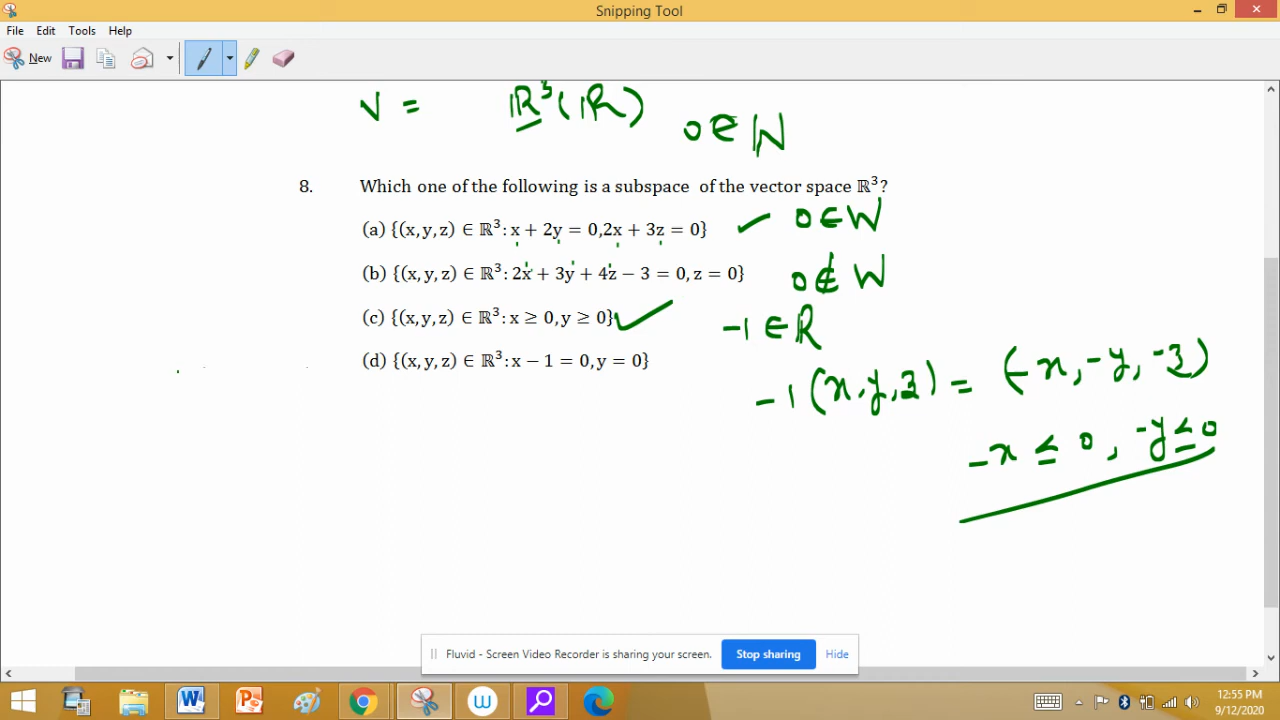 Snipping Tool
File Edit Tools Help
New
V = ℝ³(ℝ)
0 ∈ W
8. Which one of the following is a subspace of the vector space ℝ³?
(a) {(x, y, z) ∈ ℝ³: x + 2y = 0,2x + 3z = 0} ✓ 0 ∈ W
(b) {(x, y, z) ∈ ℝ³: 2x + 3y + 4z − 3 = 0, z = 0} 0 ∉ W
(c) {(x, y, z) ∈ ℝ³: x ≥ 0, y ≥ 0} ✓ -1 ∈ ℝ
(d) {(x, y, z) ∈ ℝ³: x − 1 = 0, y = 0}
-1 (x, y, z) = (-x, -y, -z)
-x ≤ 0, -y ≤ 0
Fluvid - Screen Video Recorder is sharing your screen. Stop sharing Hide
12:55 PM
9/12/2020